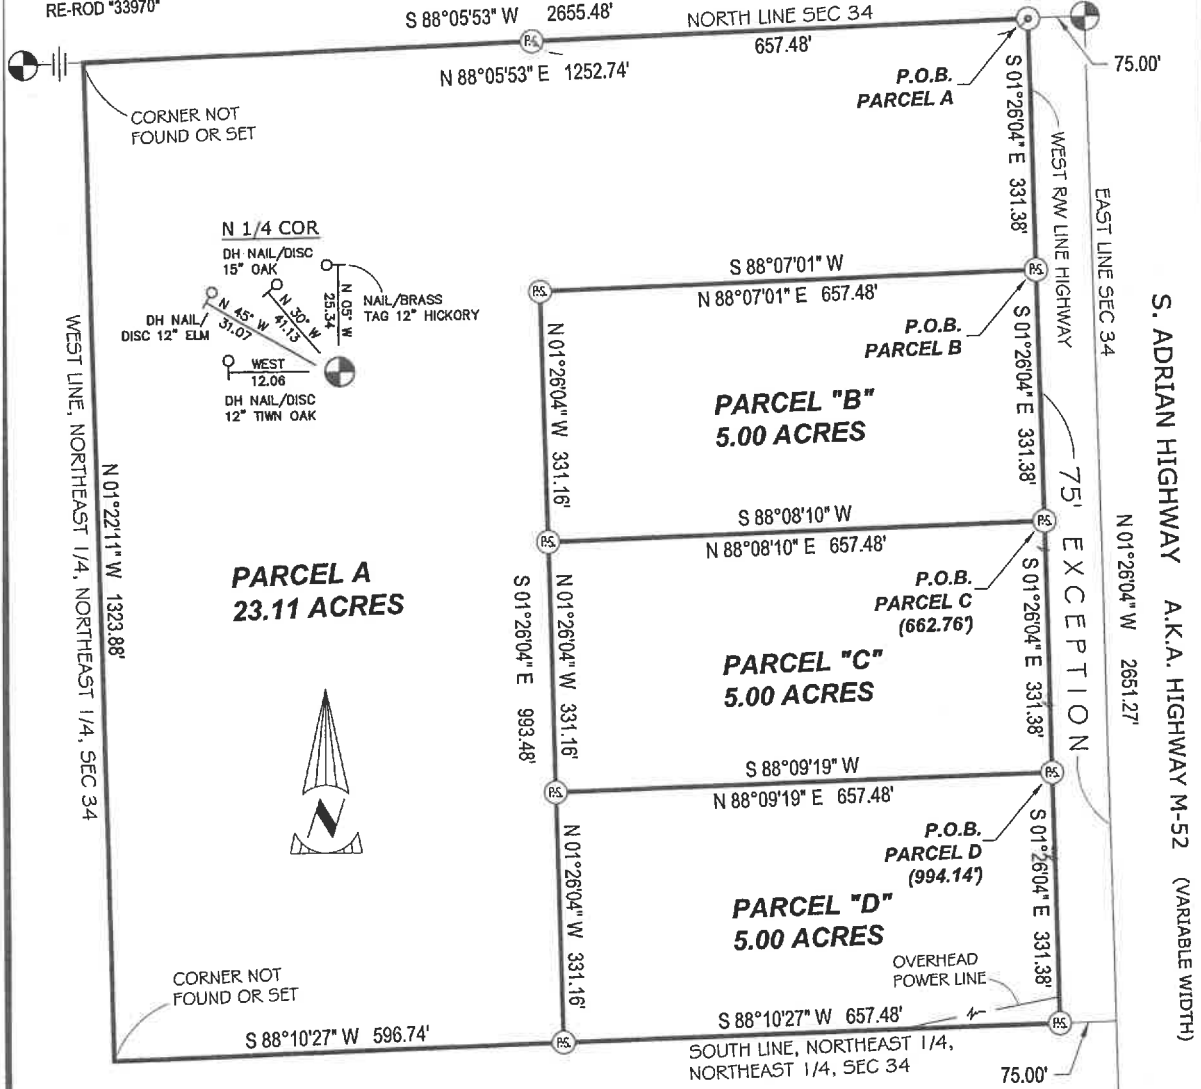 RE-ROD "33970"
S 88°05'53" W 2655.48'
NORTH LINE SEC 34
P.S.
657.48'
N 88°05'53" E 1252.74'
75.00'
P.O.B.
PARCEL A
CORNER NOT
FOUND OR SET
S 01°26'04" E 331.38'
WEST R/W LINE HIGHWAY
EAST LINE SEC 34
N 1/4 COR
DH NAIL/DISC
15" OAK
N 30° W
41.13
N 05° W
25.34
NAIL/BRASS
TAG 12" HICKORY
N 45° W
31.07
DH NAIL/
DISC 12" ELM
WEST
12.06
DH NAIL/DISC
12" TIWN OAK
S 88°07'01" W
P.S.
P.S.
N 88°07'01" E 657.48'
P.O.B.
PARCEL B
N 01°26'04" W 331.16'
PARCEL "B"
5.00 ACRES
S 01°26'04" E 331.38'
75' EXCEPTION
S. ADRIAN HIGHWAY A.K.A. HIGHWAY M-52 (VARIABLE WIDTH)
WEST LINE, NORTHEAST 1/4, NORTHEAST 1/4, SEC 34
N 01°22'11" W 1323.88'
S 88°08'10" W
P.S.
P.S.
N 88°08'10" E 657.48'
N 01°26'04" W 2651.27'
PARCEL A
23.11 ACRES
P.O.B.
PARCEL C
(662.76')
S 01°26'04" E 993.48'
N 01°26'04" W 331.16'
PARCEL "C"
5.00 ACRES
S 01°26'04" E 331.38'
N
S 88°09'19" W
P.S.
P.S.
N 88°09'19" E 657.48'
P.O.B.
PARCEL D
(994.14')
N 01°26'04" W 331.16'
PARCEL "D"
5.00 ACRES
S 01°26'04" E 331.38'
OVERHEAD
POWER LINE
CORNER NOT
FOUND OR SET
S 88°10'27" W 596.74'
P.S.
S 88°10'27" W 657.48'
P.S.
SOUTH LINE, NORTHEAST 1/4,
NORTHEAST 1/4, SEC 34
75.00'